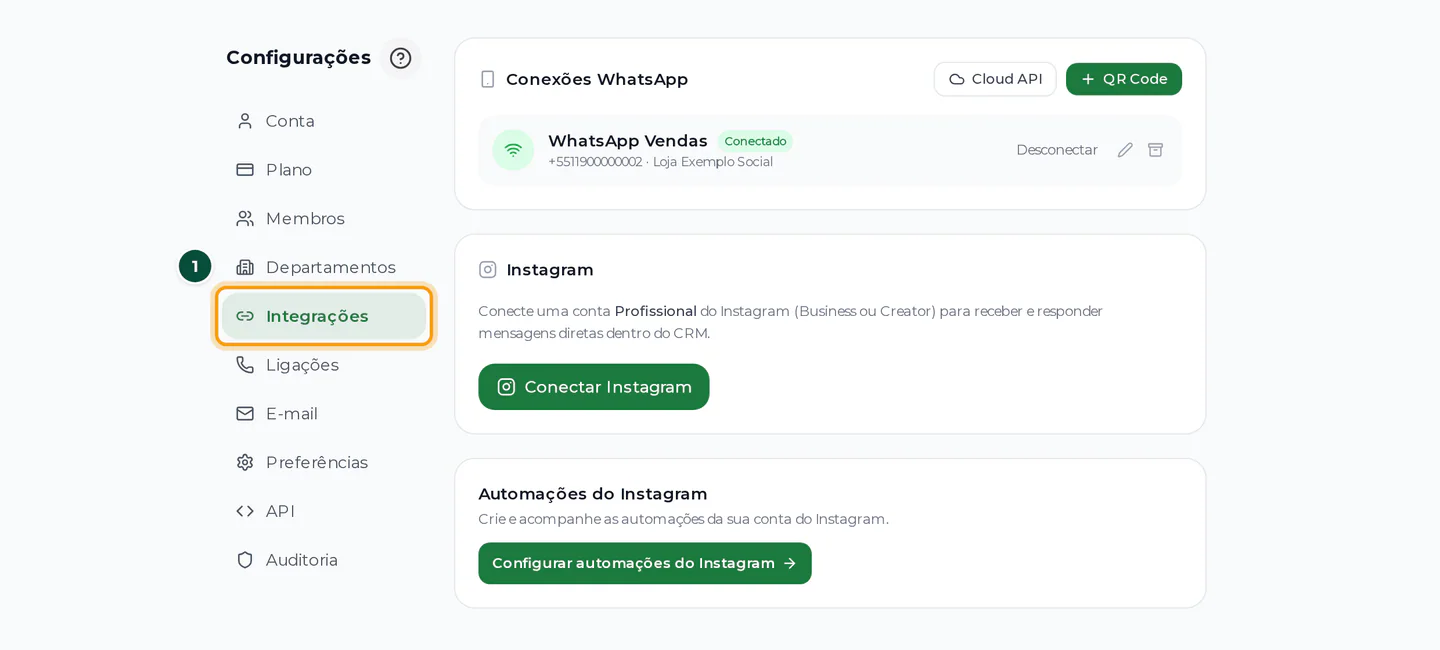 Configurações
Conta
Plano
Membros
1
Departamentos
Integrações
Ligações
E-mail
Preferências
API
Auditoria
Conexões WhatsApp
Cloud API
QR Code
WhatsApp Vendas
Conectado
+5511900000002 · Loja Exemplo Social
Desconectar
Instagram
Conecte uma conta Profissional do Instagram (Business ou Creator) para receber e responder
mensagens diretas dentro do CRM.
Conectar Instagram
Automações do Instagram
Crie e acompanhe as automações da sua conta do Instagram.
Configurar automações do Instagram